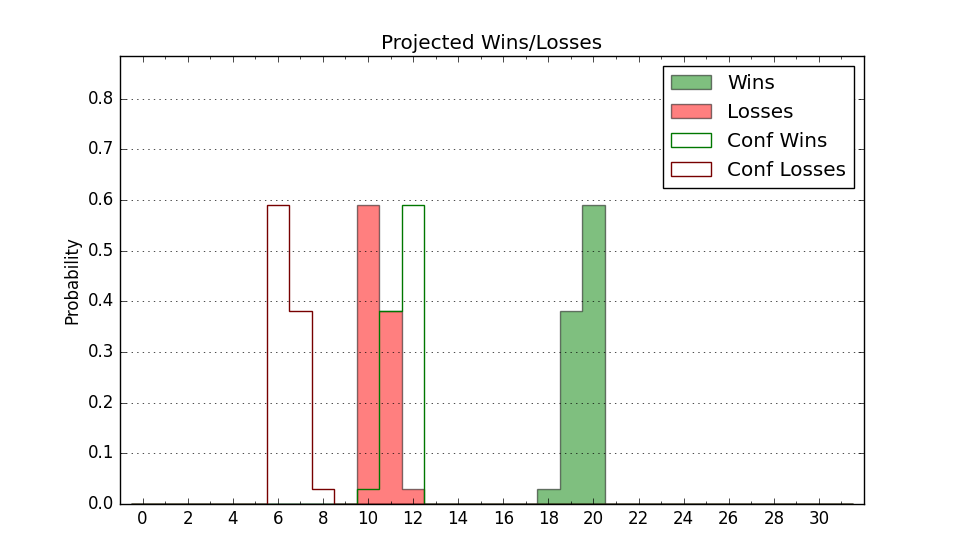 Projected Wins/Losses
Wins
Losses
Conf Wins
Conf Losses
Probability
0.8
0.7
0.6
0.5
0.4
0.3
0.2
0.1
0.0
0 2 4 6 8 10 12 14 16 18 20 22 24 26 28 30